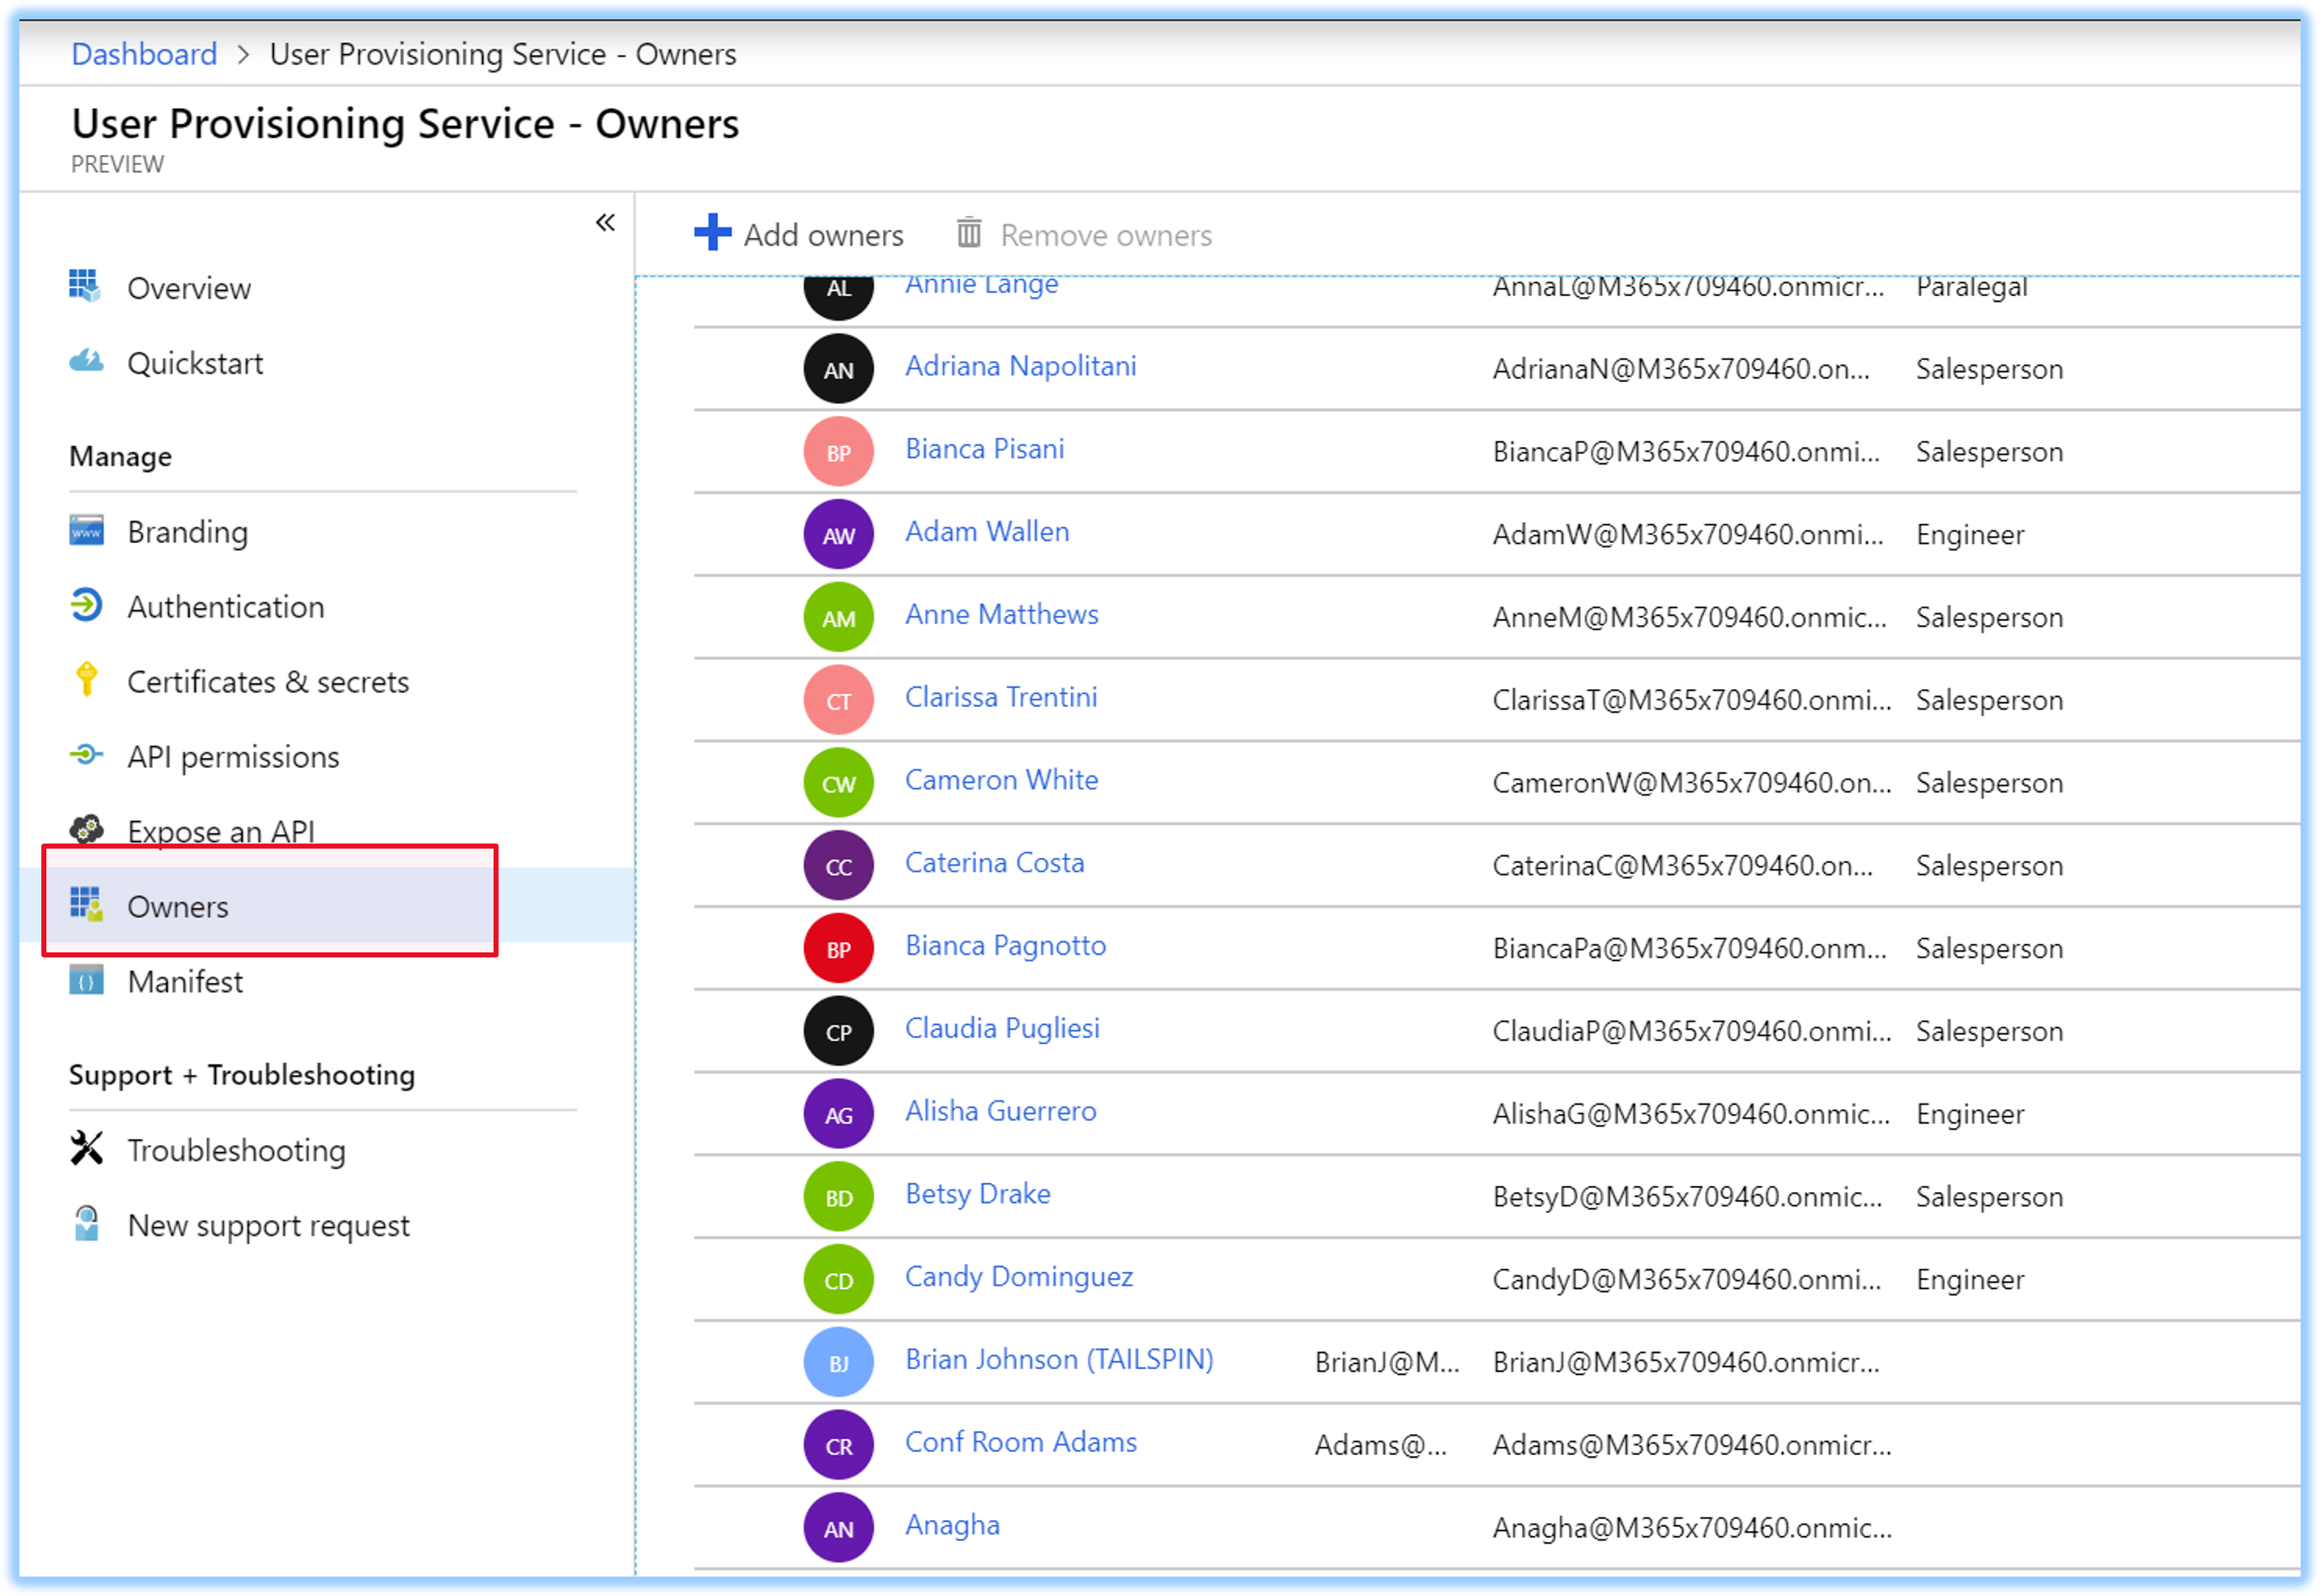 Dashboard > User Provisioning Service - Owners
User Provisioning Service - Owners
PREVIEW
«
Overview
Quickstart
Manage
www Branding
Authentication
Certificates & secrets
API permissions
Expose an API
Owners
Manifest
Support + Troubleshooting
Troubleshooting
New support request
Add owners Remove owners
AL Annie Lange AnnaL@M365x709460.onmicr... Paralegal
AN Adriana Napolitani AdrianaN@M365x709460.on... Salesperson
BP Bianca Pisani BiancaP@M365x709460.onmi... Salesperson
AW Adam Wallen AdamW@M365x709460.onmi... Engineer
AM Anne Matthews AnneM@M365x709460.onmic... Salesperson
CT Clarissa Trentini ClarissaT@M365x709460.onmi... Salesperson
CW Cameron White CameronW@M365x709460.on... Salesperson
CC Caterina Costa CaterinaC@M365x709460.on... Salesperson
BP Bianca Pagnotto BiancaPa@M365x709460.onm... Salesperson
CP Claudia Pugliesi ClaudiaP@M365x709460.onmi... Salesperson
AG Alisha Guerrero AlishaG@M365x709460.onmic... Engineer
BD Betsy Drake BetsyD@M365x709460.onmic... Salesperson
CD Candy Dominguez CandyD@M365x709460.onmi... Engineer
BJ Brian Johnson (TAILSPIN) BrianJ@M... BrianJ@M365x709460.onmicr...
CR Conf Room Adams Adams@... Adams@M365x709460.onmicr...
AN Anagha Anagha@M365x709460.onmic...